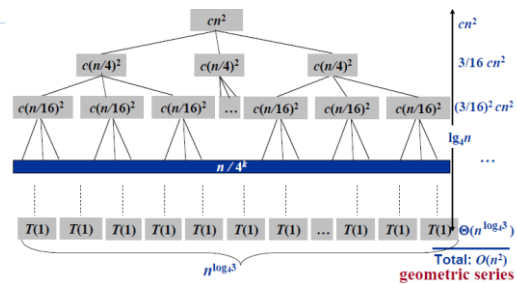 cn² cn²
c(n/4)² c(n/4)² c(n/4)² 3/16 cn²
c(n/16)² c(n/16)² c(n/16)² ... c(n/16)² c(n/16)² c(n/16)² (3/16)² cn²
lg₄n
n / 4ᵏ ...
T(1) T(1) T(1) T(1) T(1) T(1) T(1) ... T(1) T(1) T(1) Θ(n^log₄3)
n^log₄3 Total: O(n²)
geometric series